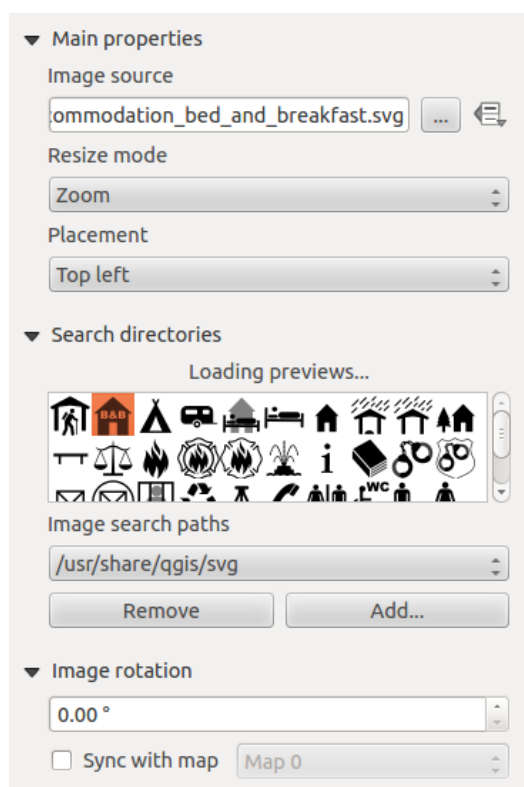 Main properties
Image source
ommodation_bed_and_breakfast.svg ...
Resize mode
Zoom
Placement
Top left
Search directories
Loading previews...
B&B
i
WC
Image search paths
/usr/share/qgis/svg
Remove Add...
Image rotation
0.00 °
Sync with map Map 0